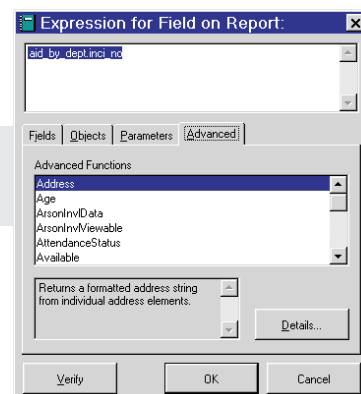 Expression for Field on Report:
aid_by_dept.inci_no
Fields Objects Parameters Advanced
Advanced Functions
Address
Age
ArsonInvlData
ArsonInvlViewable
AttendanceStatus
Available
Returns a formatted address string
from individual address elements.
Details...
Verify OK Cancel